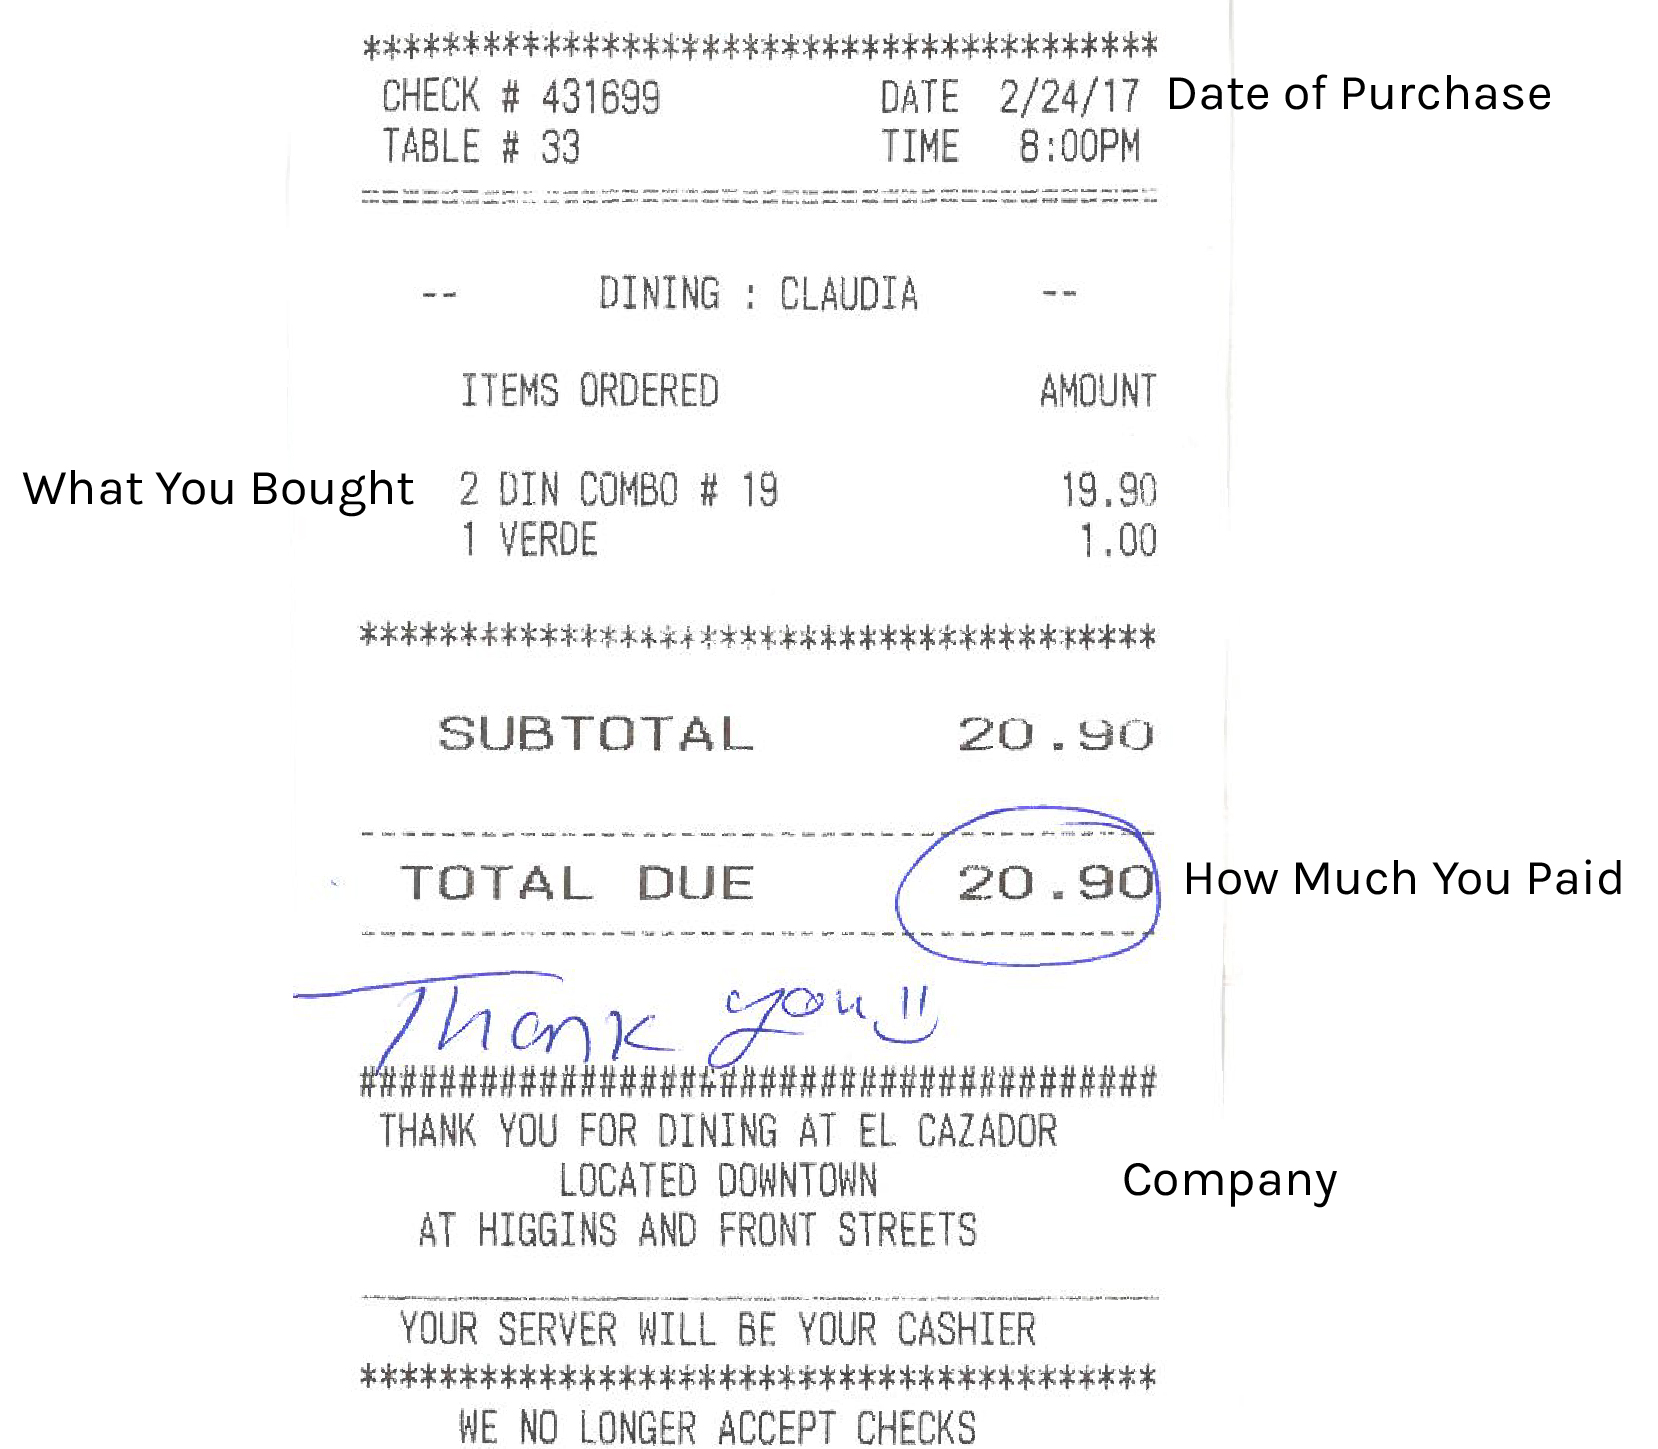 ****************************************
CHECK # 431699 DATE 2/24/17 Date of Purchase
TABLE # 33 TIME 8:00PM
========================================
-- DINING : CLAUDIA --
ITEMS ORDERED AMOUNT
What You Bought 2 DIN COMBO # 19 19.90
1 VERDE 1.00
****************************************
SUBTOTAL 20.90
----------------------------------------
TOTAL DUE 20.90 How Much You Paid
----------------------------------------
Thank you
########################################
THANK YOU FOR DINING AT EL CAZADOR
LOCATED DOWNTOWN
Company
AT HIGGINS AND FRONT STREETS
YOUR SERVER WILL BE YOUR CASHIER
****************************************
WE NO LONGER ACCEPT CHECKS